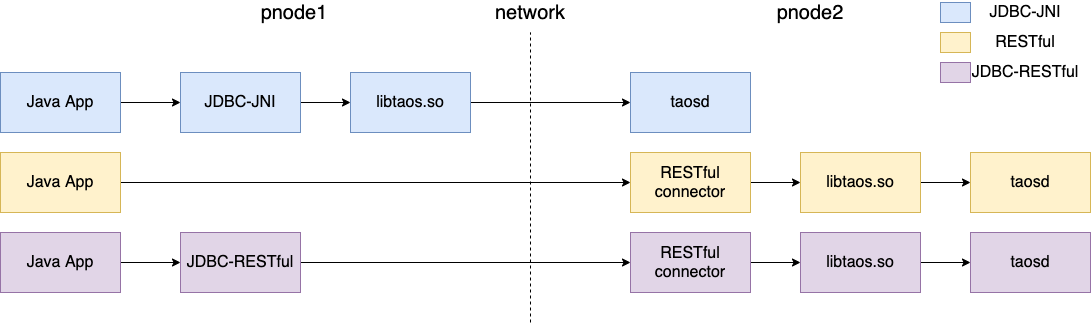 pnode1
network
pnode2
JDBC-JNI
RESTful
JDBC-RESTful
Java App
JDBC-JNI
libtaos.so
taosd
Java App
RESTful
connector
libtaos.so
taosd
Java App
JDBC-RESTful
RESTful
connector
libtaos.so
taosd